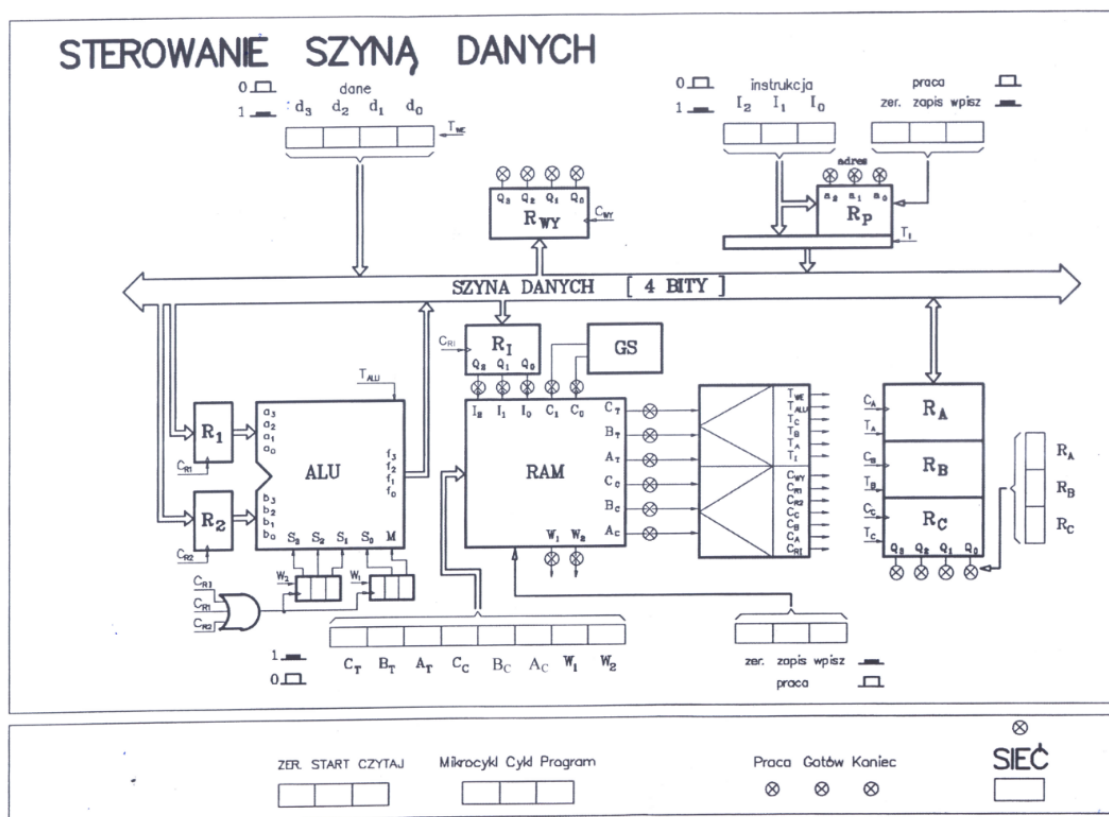 STEROWANIE SZYNĄ DANYCH
0 dane
1 d3 d2 d1 d0
TWE
0 instrukcja praca
1 I2 I1 I0 zer. zapis wpisz
adres
Q3 Q2 Q1 Q0
RWY
CWY
a2 a1 a0
RP
TI
SZYNA DANYCH [ 4 BITY ]
CRI
RI
Q2 Q1 Q0
GS
TALU
I2 I1 I0 C1 C0
R1
CR1
a3
a2
a1
a0
ALU
f3
f2
f1
f0
R2
CR2
b3
b2
b1
b0
S3 S2 S1 S0 M
RAM
CT
BT
AT
CC
BC
AC
W1 W2
TWE
TALU
TC
TB
TA
TI
CWY
CR1
CR2
CC
CB
CA
CRI
CA
TA
RA
CB
TB
RB
CC
TC
RC
Q3 Q2 Q1 Q0
RA
RB
RC
W2 W1
CR1
CR2
1
0
CT BT AT CC BC AC W1 W2
zer. zapis wpisz
praca
ZER. START CZYTAJ Mikrocykl Cykl Program Praca Gotów Koniec SIEĆ